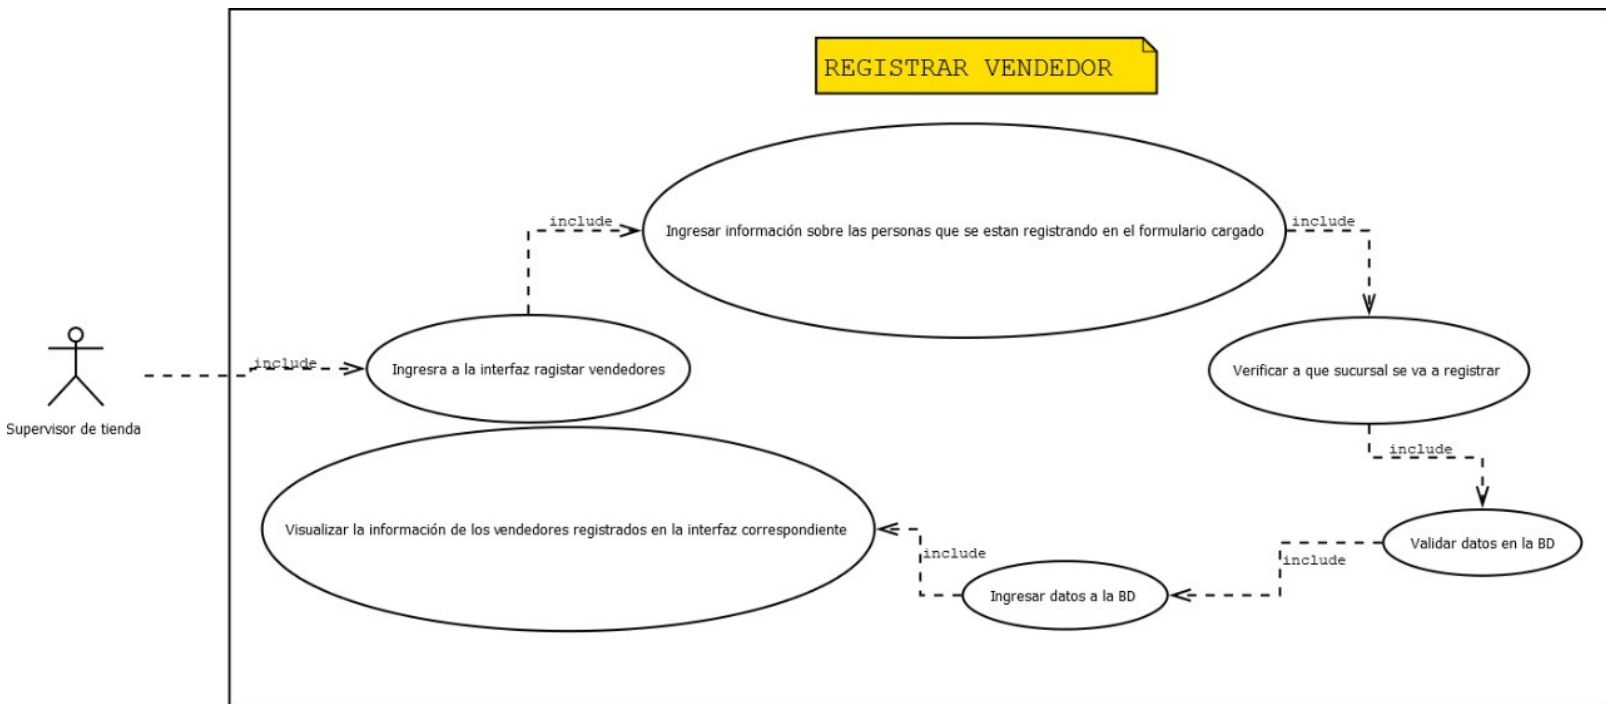 REGISTRAR VENDEDOR
include
Ingresar información sobre las personas que se estan registrando en el formulario cargado
include
include
Ingresra a la interfaz ragistar vendedores
Verificar a que sucursal se va a registrar
Supervisor de tienda
include
Visualizar la información de los vendedores registrados en la interfaz correspondiente
Validar datos en la BD
include
include
Ingresar datos a la BD